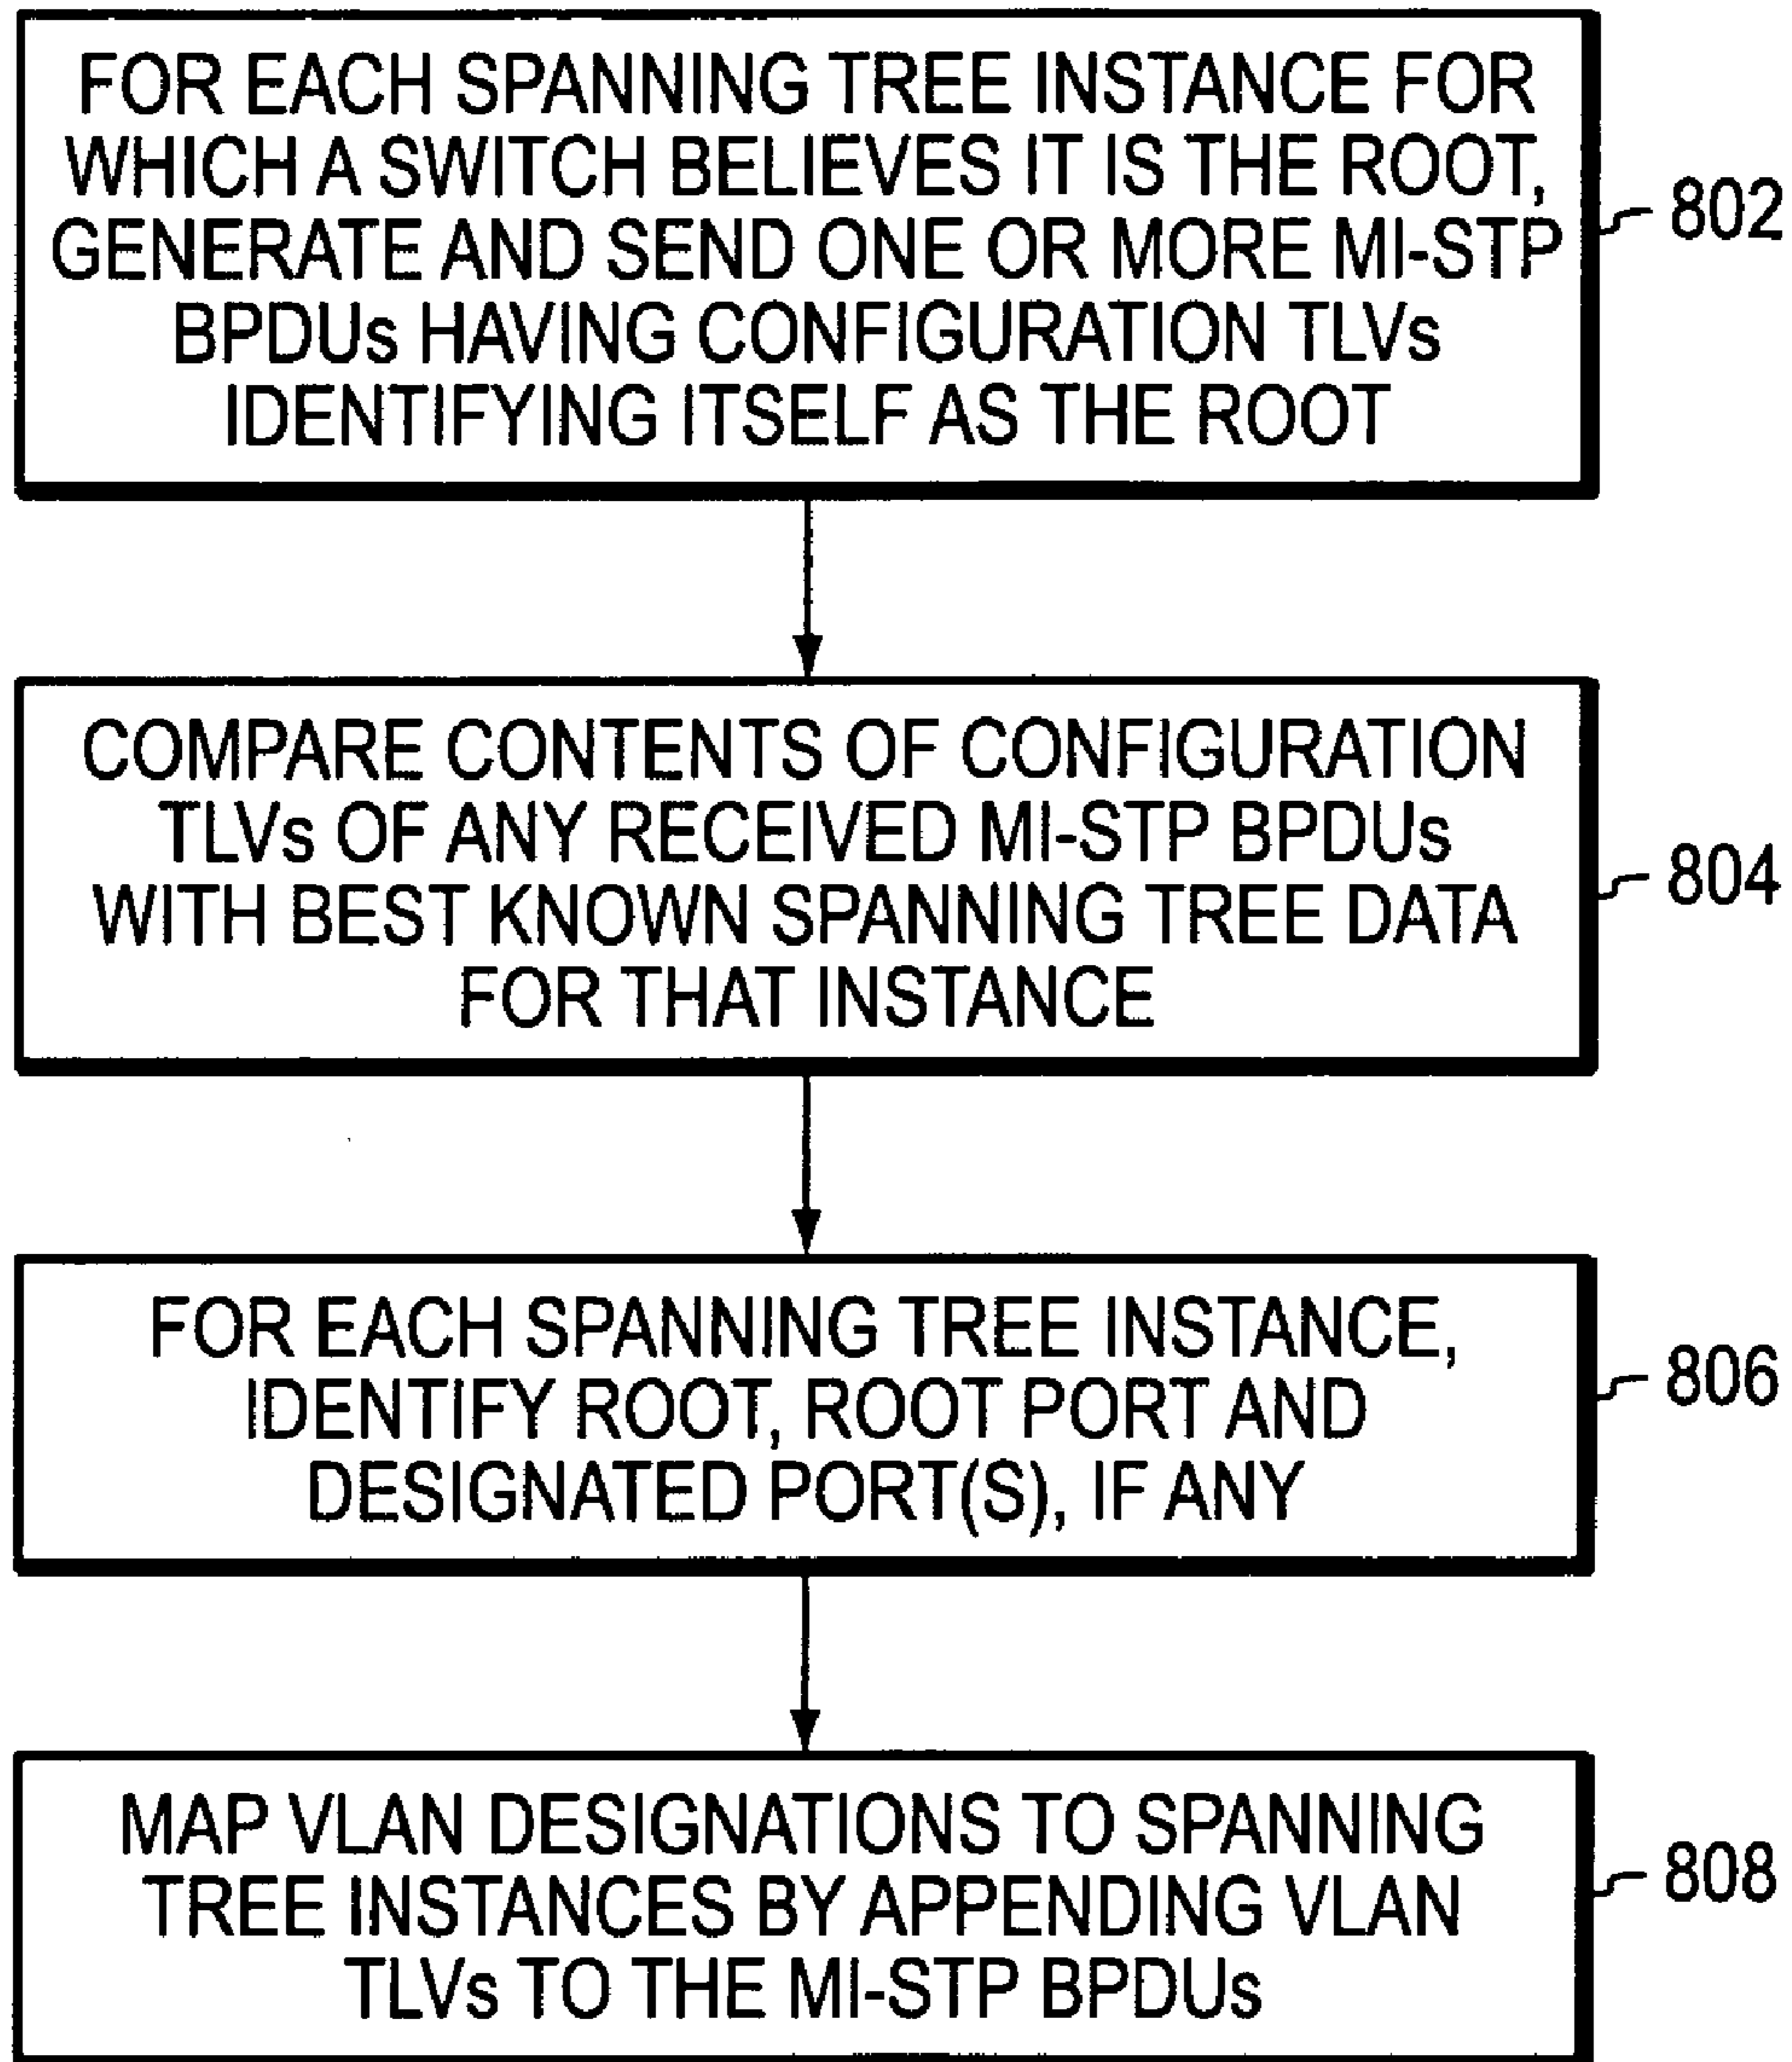 FOR EACH SPANNING TREE INSTANCE FOR
WHICH A SWITCH BELIEVES IT IS THE ROOT,
GENERATE AND SEND ONE OR MORE MI-STP
BPDUs HAVING CONFIGURATION TLVs
IDENTIFYING ITSELF AS THE ROOT
802
COMPARE CONTENTS OF CONFIGURATION
TLVs OF ANY RECEIVED MI-STP BPDUs
WITH BEST KNOWN SPANNING TREE DATA
FOR THAT INSTANCE
804
FOR EACH SPANNING TREE INSTANCE,
IDENTIFY ROOT, ROOT PORT AND
DESIGNATED PORT(S), IF ANY
806
MAP VLAN DESIGNATIONS TO SPANNING
TREE INSTANCES BY APPENDING VLAN
TLVs TO THE MI-STP BPDUs
808